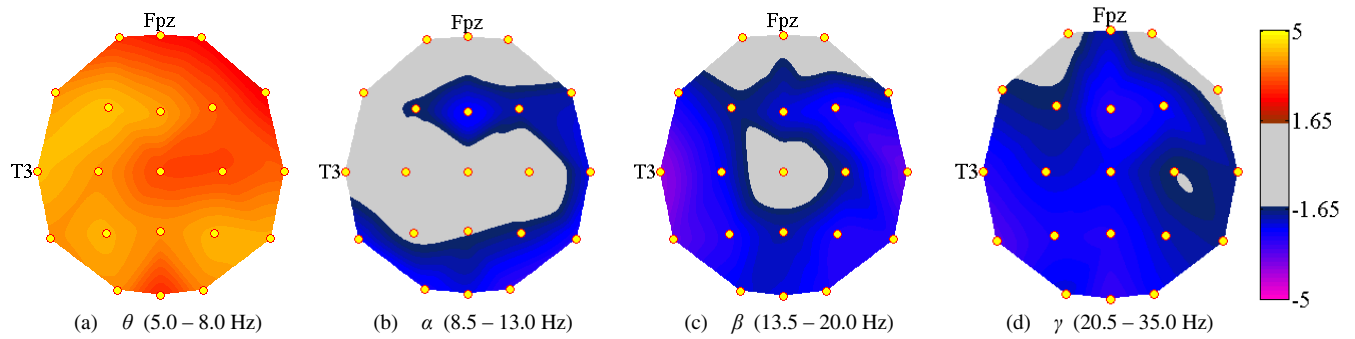 Fpz
T3
(a) θ (5.0 – 8.0 Hz)
Fpz
T3
(b) α (8.5 – 13.0 Hz)
Fpz
T3
(c) β (13.5 – 20.0 Hz)
Fpz
T3
(d) γ (20.5 – 35.0 Hz)
5
1.65
-1.65
-5